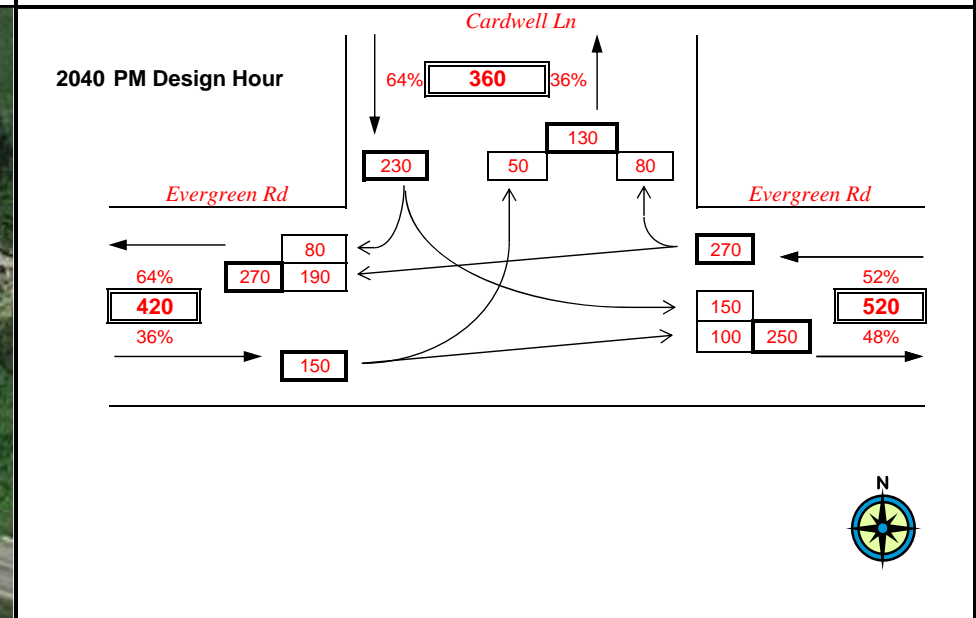 Cardwell Ln
2040 PM Design Hour
64% 360 36%
130
230 50 80
Evergreen Rd Evergreen Rd
80 270
64% 270 190 52%
420 150 520
36% 100 250 48%
150
N